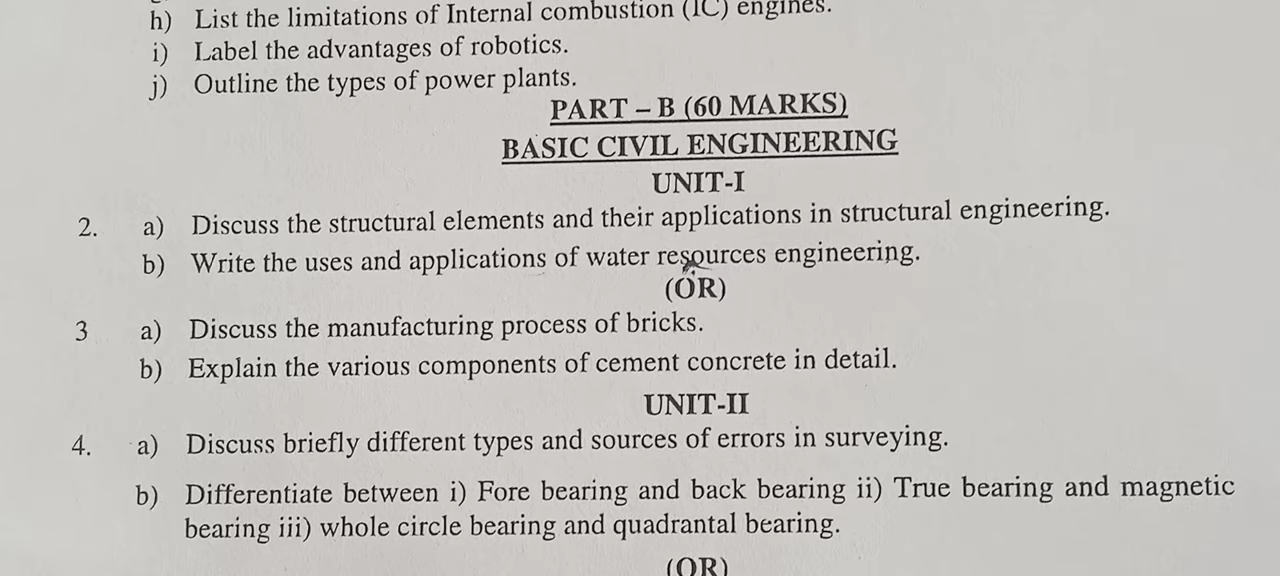 h) List the limitations of Internal combustion (IC) engines.
i) Label the advantages of robotics.
j) Outline the types of power plants.
PART – B (60 MARKS)
BASIC CIVIL ENGINEERING
UNIT-I
2. a) Discuss the structural elements and their applications in structural engineering.
b) Write the uses and applications of water resources engineering.
(OR)
3 a) Discuss the manufacturing process of bricks.
b) Explain the various components of cement concrete in detail.
UNIT-II
4. a) Discuss briefly different types and sources of errors in surveying.
b) Differentiate between i) Fore bearing and back bearing ii) True bearing and magnetic
bearing iii) whole circle bearing and quadrantal bearing.
(OR)